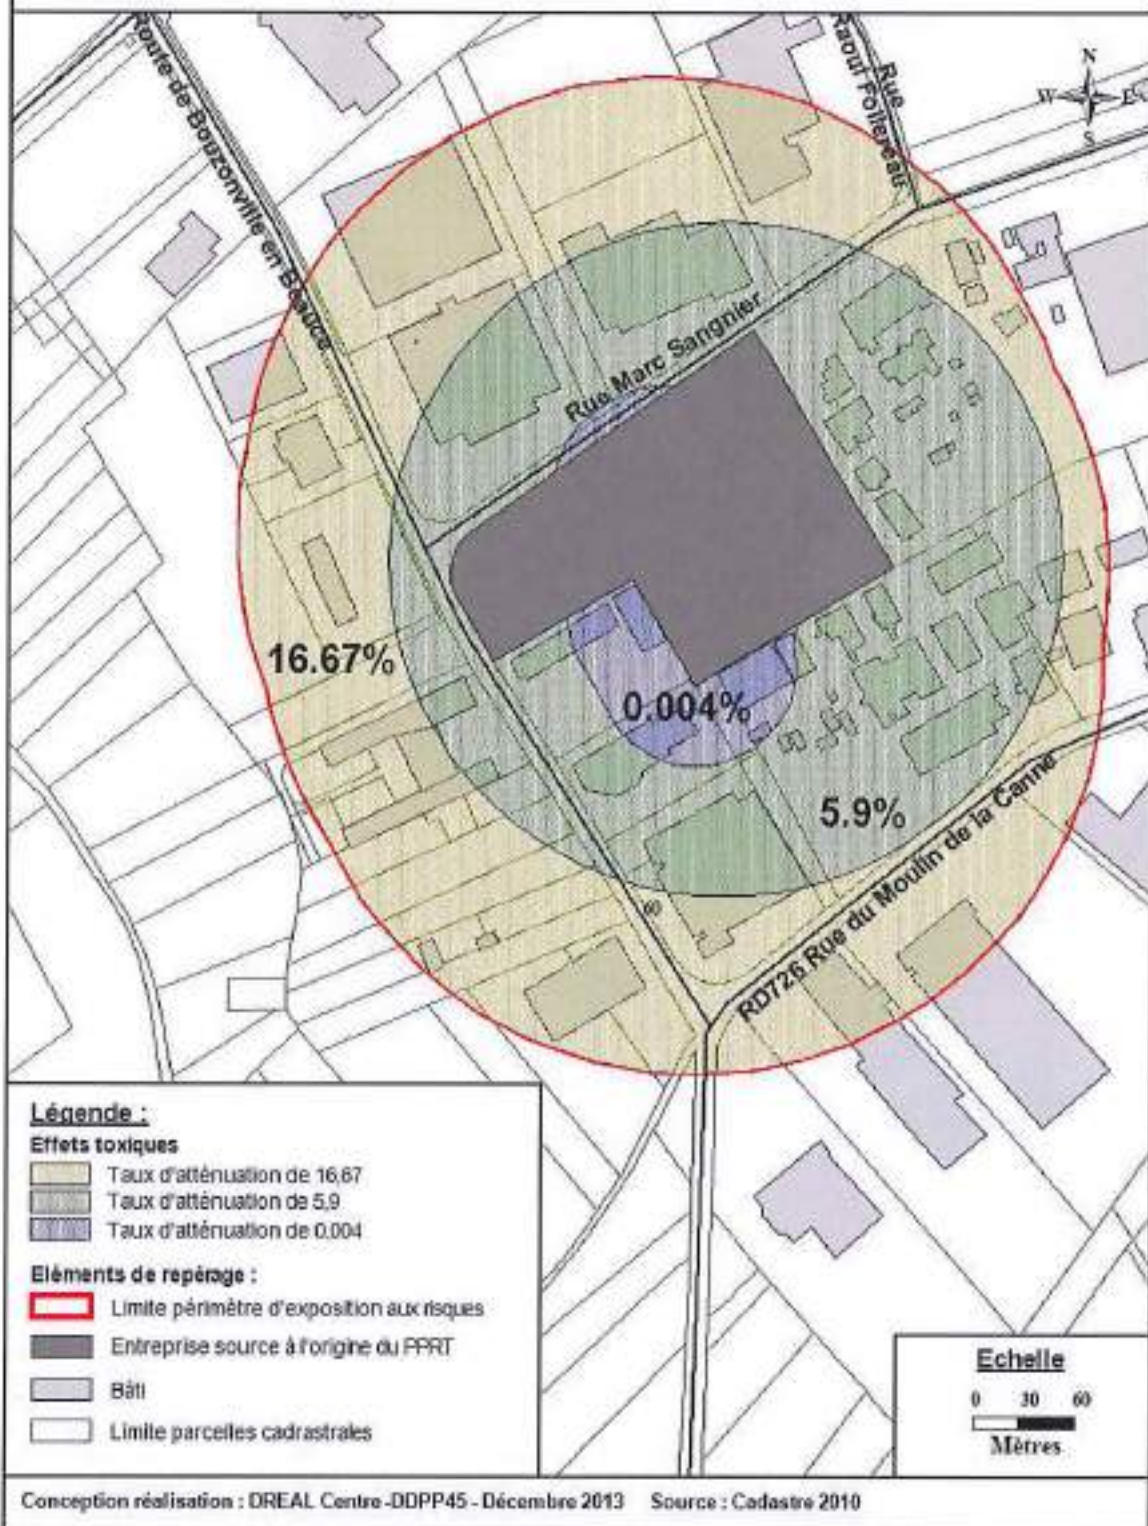 Route de Bouzonville en Beauce
Rue
Raoul Follereau
N
W
E
S
Rue Marc Sangnier
16.67%
0.004%
5.9%
RD726 Rue du Moulin de la Canne
Légende :
Effets toxiques
Taux d'atténuation de 16,67
Taux d'atténuation de 5,9
Taux d'atténuation de 0.004
Eléments de repérage :
Limite périmètre d'exposition aux risques
Entreprise source à l'origine du PPRT
Bâti
Limite parcelles cadrastrales
Echelle
0 30 60
Mètres
Conception réalisation : DREAL Centre -DDPP45 - Décembre 2013 Source : Cadastre 2010